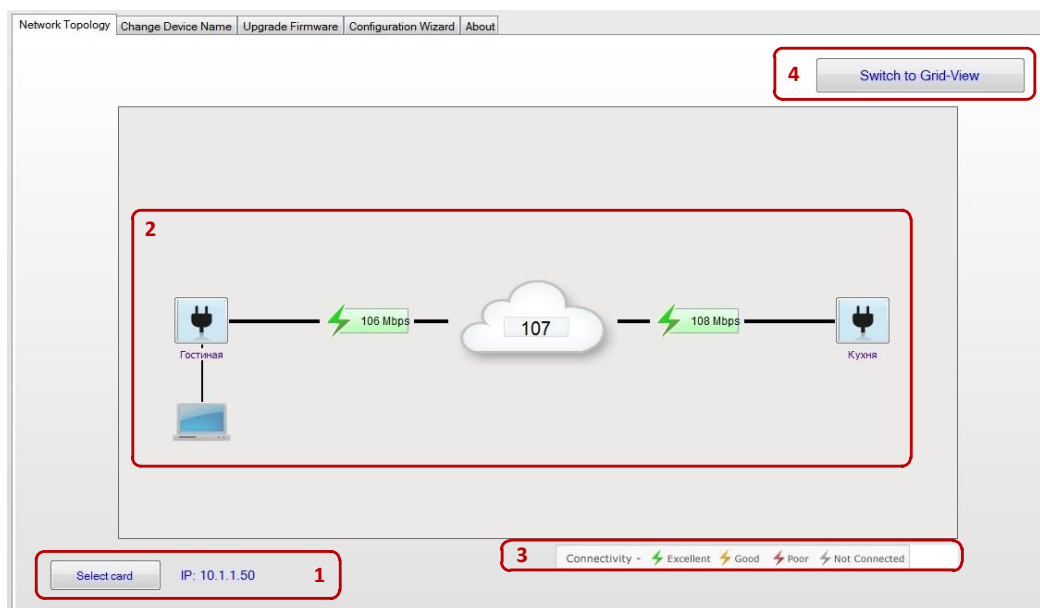 Network Topology Change Device Name Upgrade Firmware Configuration Wizard About
4 Switch to Grid-View
2
106 Mbps 107 108 Mbps
Гостиная Кухня
3 Connectivity - Excellent Good Poor Not Connected
Select card IP: 10.1.1.50 1